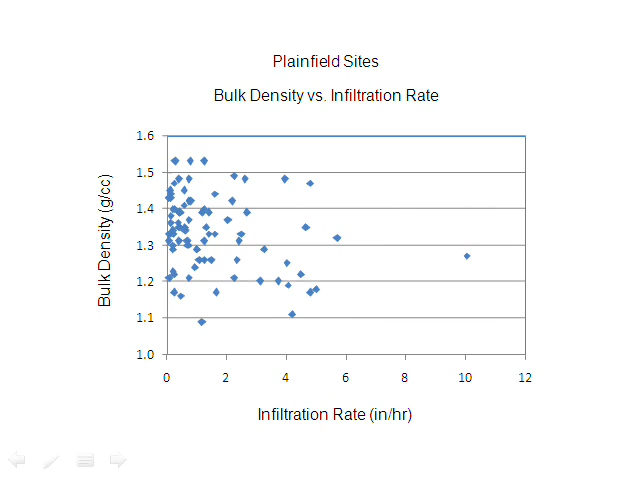 Plainfield Sites
Bulk Density vs. Infiltration Rate
1.6
1.5
1.4
1.3
1.2
1.1
1.0
Bulk Density (g/cc)
0 2 4 6 8 10 12
Infiltration Rate (in/hr)